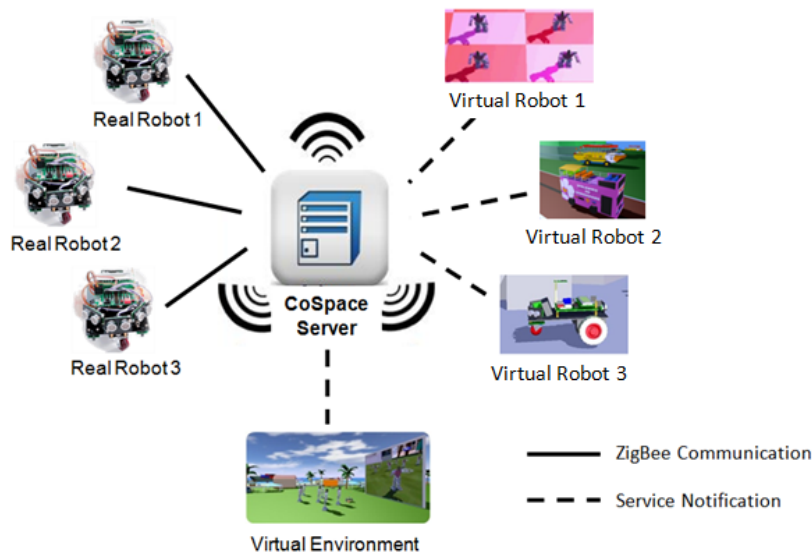 Real Robot 1
Virtual Robot 1
Real Robot 2
Virtual Robot 2
CoSpace
Server
Real Robot 3
Virtual Robot 3
ZigBee Communication
Service Notification
Virtual Environment